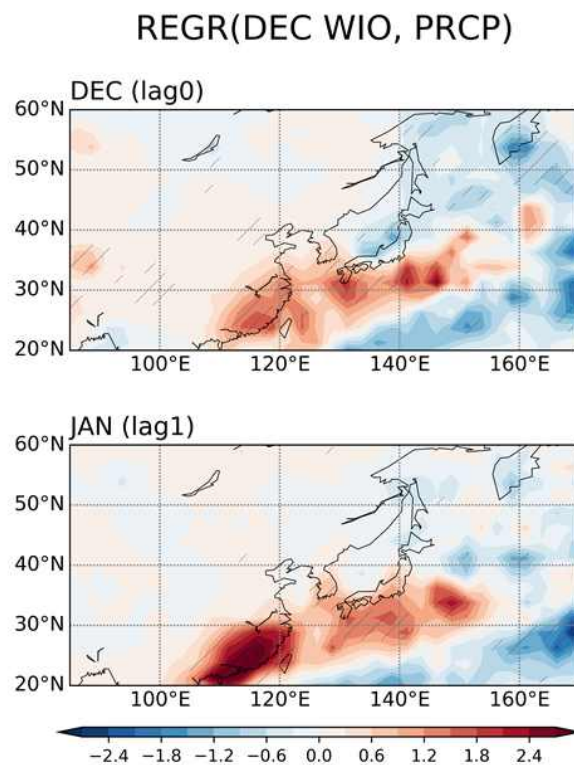 REGR(DEC WIO, PRCP)
DEC (lag0)
60°N
50°N
40°N
30°N
20°N
100°E 120°E 140°E 160°E
JAN (lag1)
60°N
50°N
40°N
30°N
20°N
100°E 120°E 140°E 160°E
−2.4 −1.8 −1.2 −0.6 0.0 0.6 1.2 1.8 2.4